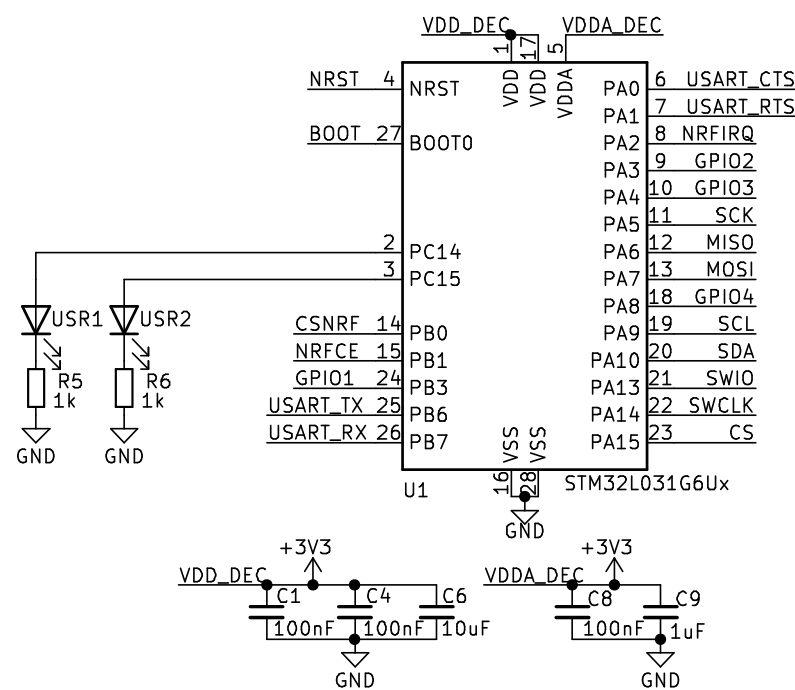 VDD_DEC VDDA_DEC
1 17 5
NRST 4 NRST VDD VDD VDDA PA0 6 USART_CTS
PA1 7 USART_RTS
BOOT 27 BOOT0 PA2 8 NRFIRQ
PA3 9 GPIO2
PA4 10 GPIO3
PA5 11 SCK
2 PC14 PA6 12 MISO
3 PC15 PA7 13 MOSI
PA8 18 GPIO4
USR1 USR2 CSNRF 14 PB0 PA9 19 SCL
NRFCE 15 PB1 PA10 20 SDA
R5 R6 GPIO1 24 PB3 PA13 21 SWIO
1k 1k USART_TX 25 PB6 PA14 22 SWCLK
USART_RX 26 PB7 VSS VSS PA15 23 CS
GND GND
16 28
U1 STM32L031G6Ux
GND
+3V3 +3V3
VDD_DEC VDDA_DEC
C1 C4 C6 C8 C9
100nF 100nF 10uF 100nF 1uF
GND GND